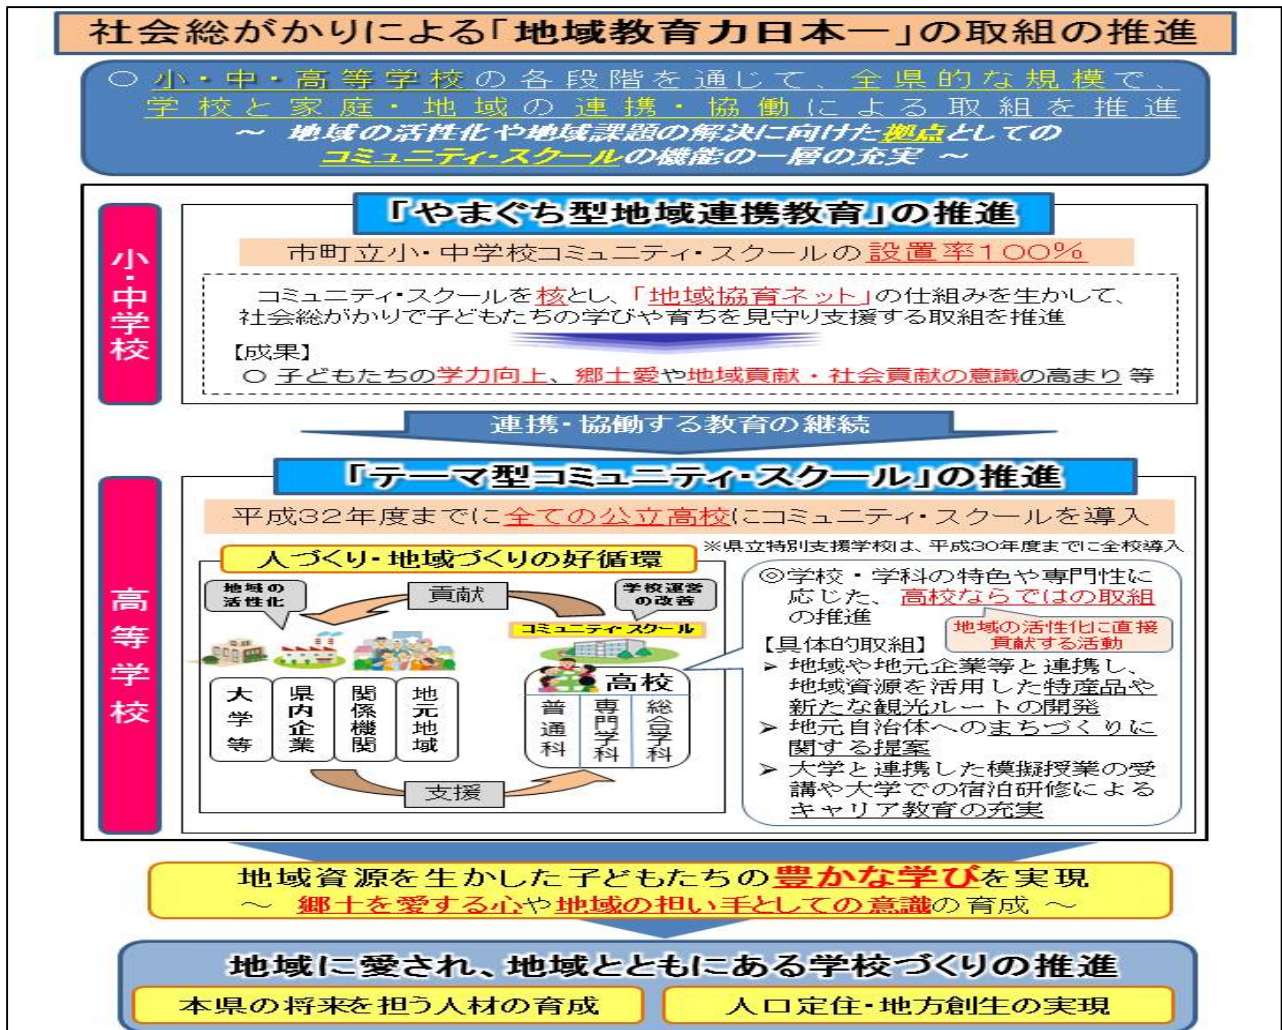 社会総がかりによる「地域教育力日本一」の取組の推進
○ 小・中・高等学校の各段階を通じて、全県的な規模で、
学校と家庭・地域の連携・協働による取組を推進
～ 地域の活性化や地域課題の解決に向けた拠点としての
コミュニティ・スクールの機能の一層の充実 ～
小・中学校
「やまぐち型地域連携教育」の推進
市町立小・中学校コミュニティ・スクールの設置率100%
コミュニティ・スクールを核とし、「地域協育ネット」の仕組みを生かして、
社会総がかりで子どもたちの学びや育ちを見守り支援する取組を推進
【成果】
○ 子どもたちの学力向上、郷土愛や地域貢献・社会貢献の意識の高まり 等
連携・協働する教育の継続
高等学校
「テーマ型コミュニティ・スクール」の推進
平成32年度までに全ての公立高校にコミュニティ・スクールを導入
※県立特別支援学校は、平成30年度までに全校導入
人づくり・地域づくりの好循環
地域の
活性化
貢献
学校運営
の改善
コミュニティ・スクール
大学等
県内企業
関係機関
地元地域
高校
普通科
専門学科
総合学科
支援
◎学校・学科の特色や専門性に
応じた、高校ならではの取組
の推進
地域の活性化に直接
貢献する活動
【具体的取組】
➢ 地域や地元企業等と連携し、
地域資源を活用した特産品や
新たな観光ルートの開発
➢ 地元自治体へのまちづくりに
関する提案
➢ 大学と連携した模擬授業の受
講や大学での宿泊研修による
キャリア教育の充実
地域資源を生かした子どもたちの豊かな学びを実現
～ 郷土を愛する心や地域の担い手としての意識の育成 ～
地域に愛され、地域とともにある学校づくりの推進
本県の将来を担う人材の育成
人口定住・地方創生の実現